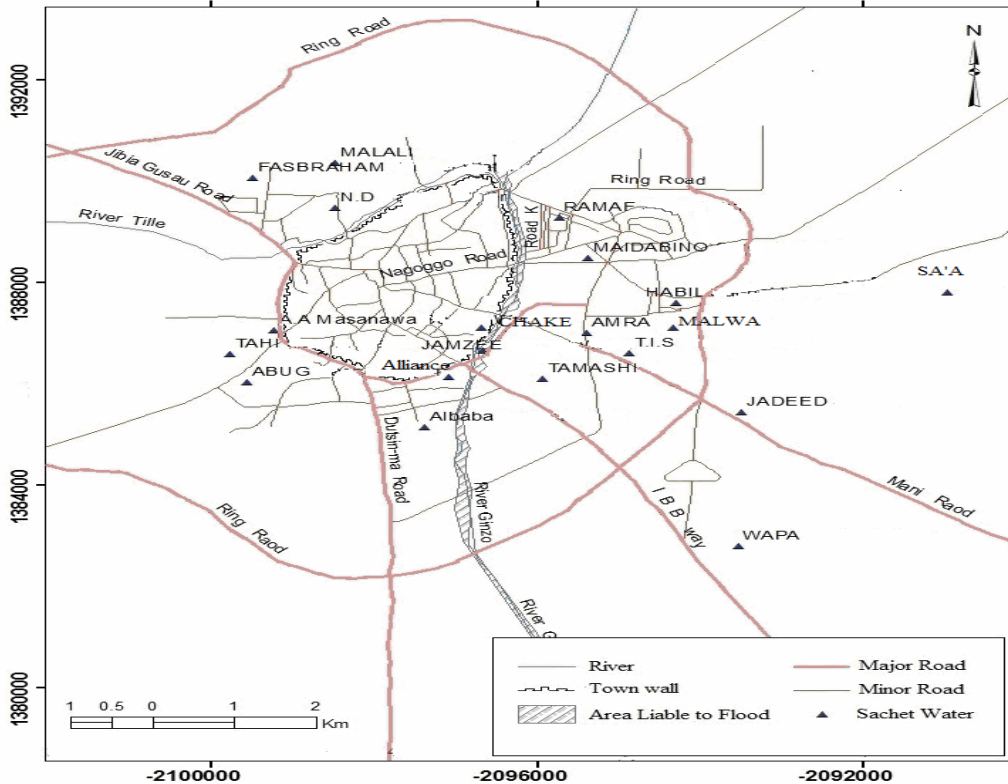 Ring Road
N
1392000
MALALI
Jibia Gusau Road
FASBRAHAM
Ring Road
N.D
RAMAF
River Tille
Road K
MAIDABINO
Nagoggo Road
SA'A
1388000
HABIL
A A Masanawa
CHAKE
AMRA
MALWA
TAHI
JAMZEE
T.I.S
Alliance
TAMASHI
ABUG
JADEED
Albaba
Dutsin-ma Road
1384000
River Ginzo
Mani Raod
I B B way
Ring Raod
WAPA
River G
River
Major Road
Town wall
Minor Road
1380000
Area Liable to Flood
Sachet Water
1 0.5 0 1 2
Km
-2100000
-2096000
-2092000